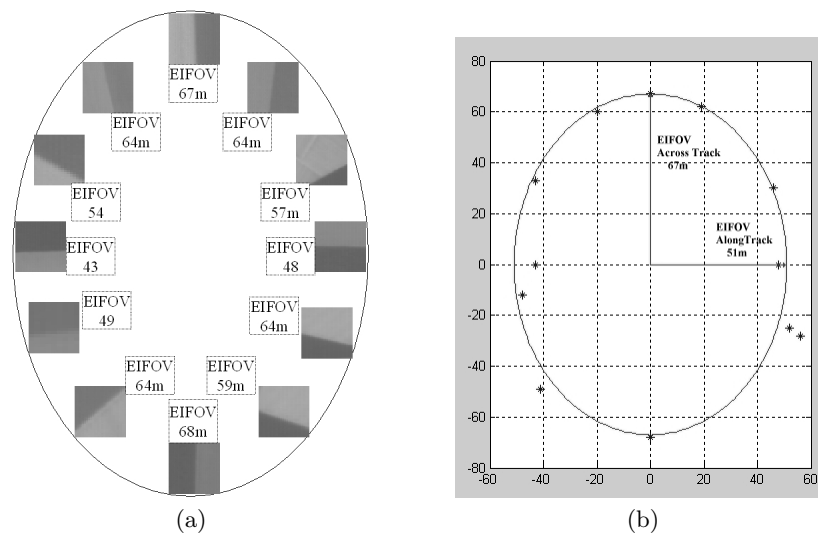 EIFOV
67m
EIFOV
64m
EIFOV
64m
EIFOV
54
EIFOV
57m
EIFOV
43
EIFOV
48
EIFOV
49
EIFOV
64m
EIFOV
64m
EIFOV
59m
EIFOV
68m
(a)
80
60
40
20
0
-20
-40
-60
-80
-60
-40
-20
0
20
40
60
EIFOV
Across Track
67m
EIFOV
AlongTrack
51m
(b)